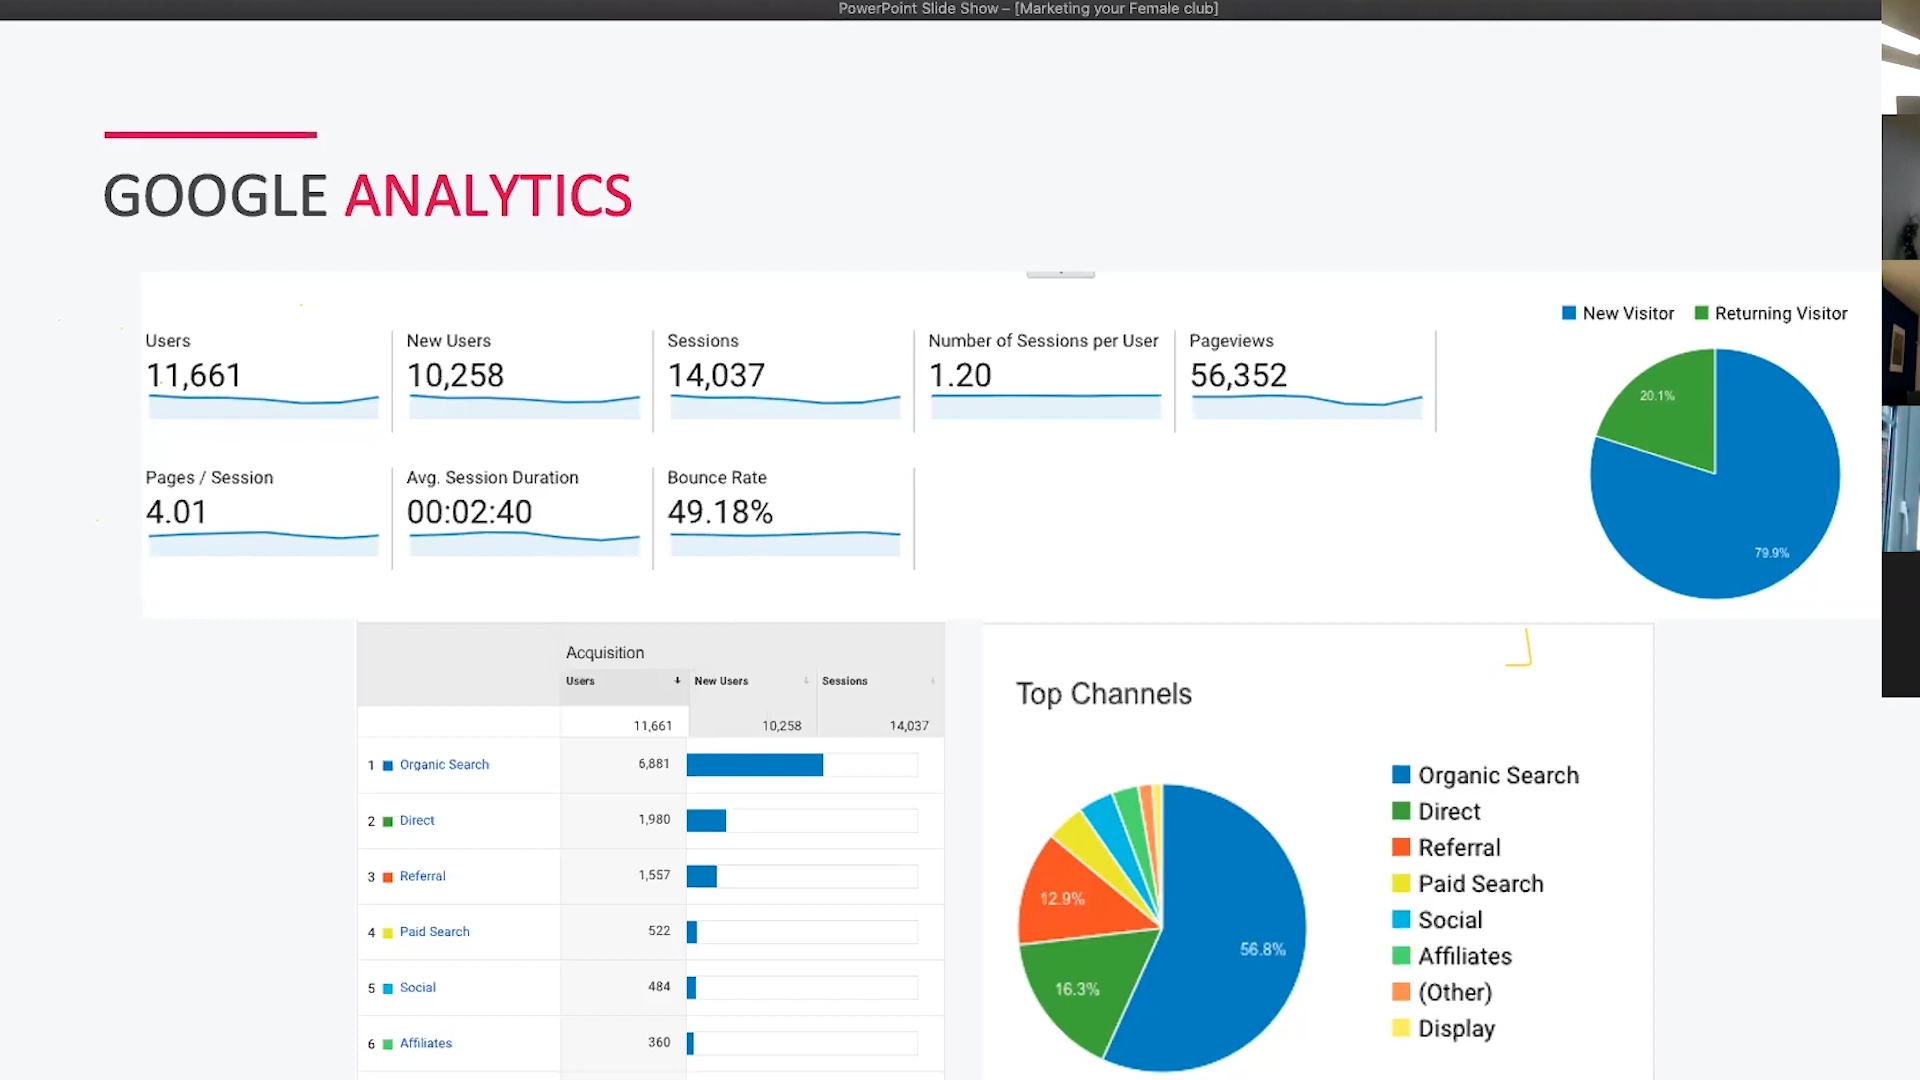 PowerPoint Slide Show – [Marketing your Female club]
GOOGLE ANALYTICS
New Visitor Returning Visitor
Users New Users Sessions Number of Sessions per User Pageviews
11,661 10,258 14,037 1.20 56,352
20.1%
Pages / Session Avg. Session Duration Bounce Rate
4.01 00:02:40 49.18%
79.9%
Acquisition
Users New Users Sessions
11,661 10,258 14,037
1 Organic Search 6,881
2 Direct 1,980
3 Referral 1,557
4 Paid Search 522
5 Social 484
6 Affiliates 360
Top Channels
12.9%
56.8%
16.3%
Organic Search
Direct
Referral
Paid Search
Social
Affiliates
(Other)
Display